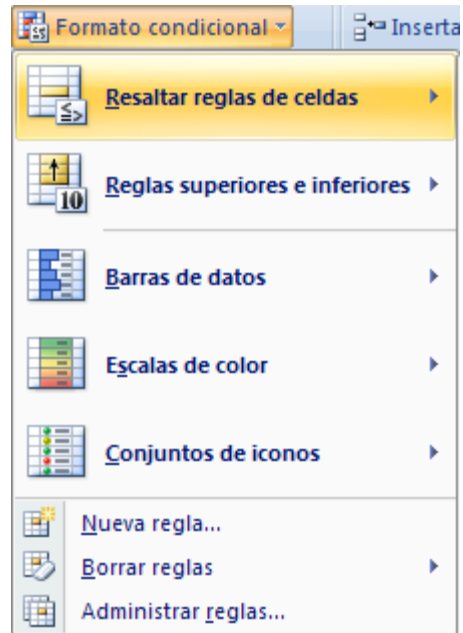 Formato condicional
Inserta
Resaltar reglas de celdas
10
Reglas superiores e inferiores
Barras de datos
Escalas de color
Conjuntos de iconos
Nueva regla...
Borrar reglas
Administrar reglas...